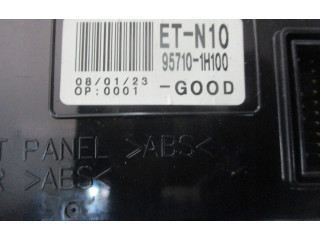 ET-N10
95710-1H100
08/01/23
OP:0001
-GOOD
T PANEL >ABS<
R >ABS<